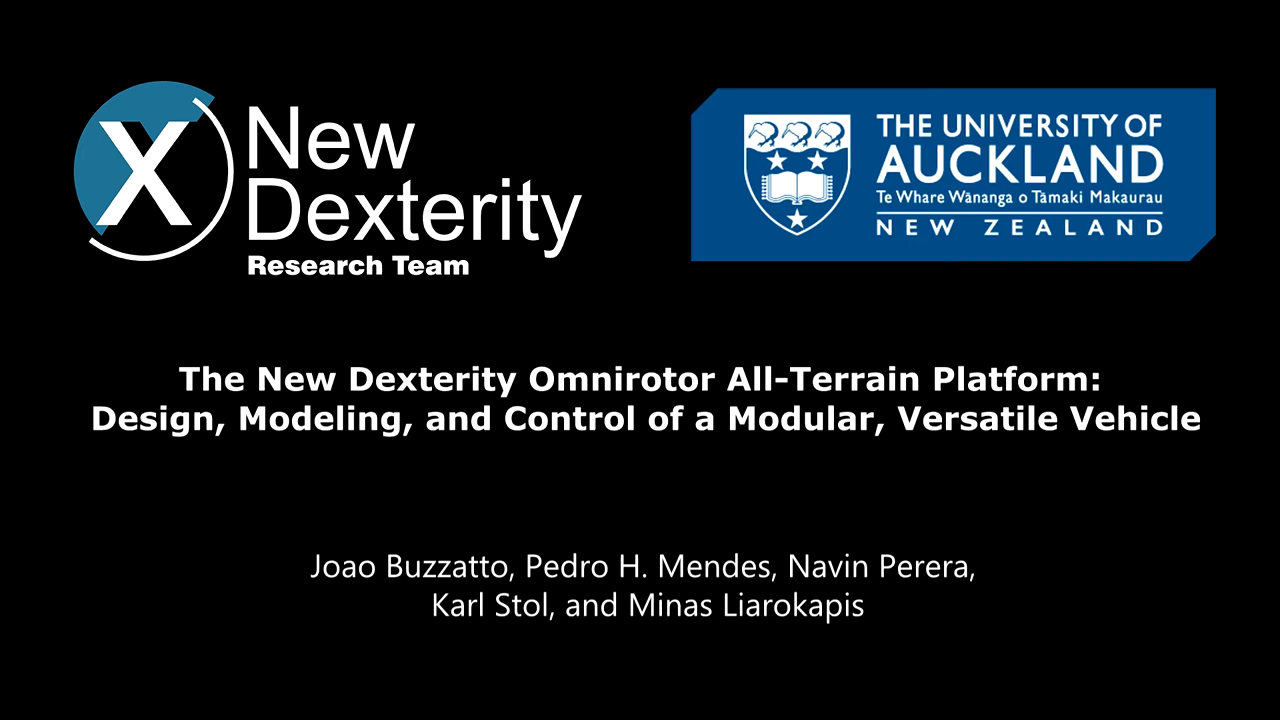 X
New
Dexterity
Research Team
THE UNIVERSITY OF
AUCKLAND
Te Whare Wānanga o Tāmaki Makaurau
NEW ZEALAND
The New Dexterity Omnirotor All-Terrain Platform:
Design, Modeling, and Control of a Modular, Versatile Vehicle
Joao Buzzatto, Pedro H. Mendes, Navin Perera,
Karl Stol, and Minas Liarokapis